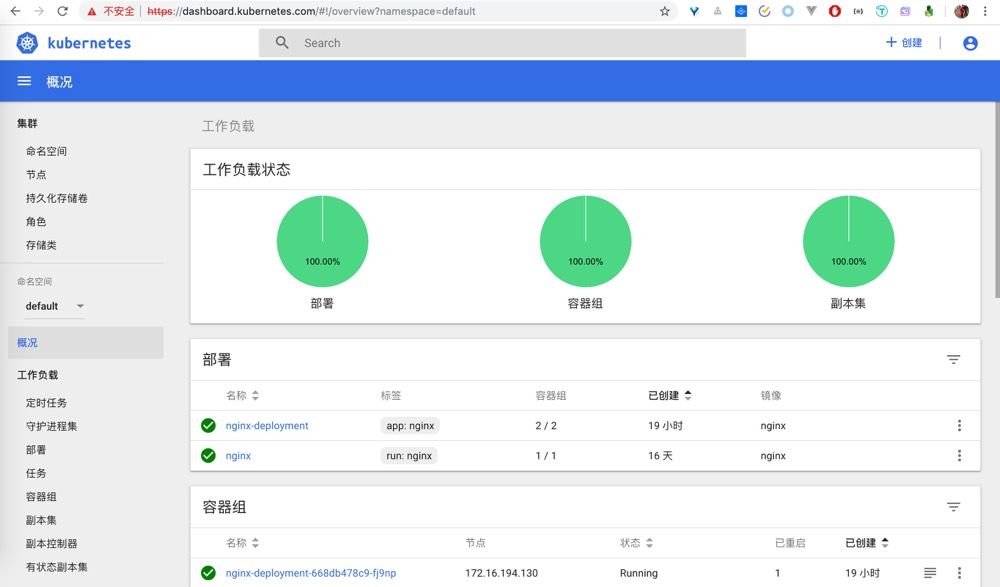 不安全 https://dashboard.kubernetes.com/#!/overview?namespace=default
kubernetes
Search
创建
概况
集群
命名空间
节点
持久化存储卷
角色
存储类
命名空间
default
概况
工作负载
定时任务
守护进程集
部署
任务
容器组
副本集
副本控制器
有状态副本集
工作负载
工作负载状态
100.00% 100.00% 100.00%
部署 容器组 副本集
部署
名称 标签 容器组 已创建 镜像
nginx-deployment app: nginx 2 / 2 19 小时 nginx
nginx run: nginx 1 / 1 16 天 nginx
容器组
名称 节点 状态 已重启 已创建
nginx-deployment-668db478c9-fj9np 172.16.194.130 Running 1 19 小时